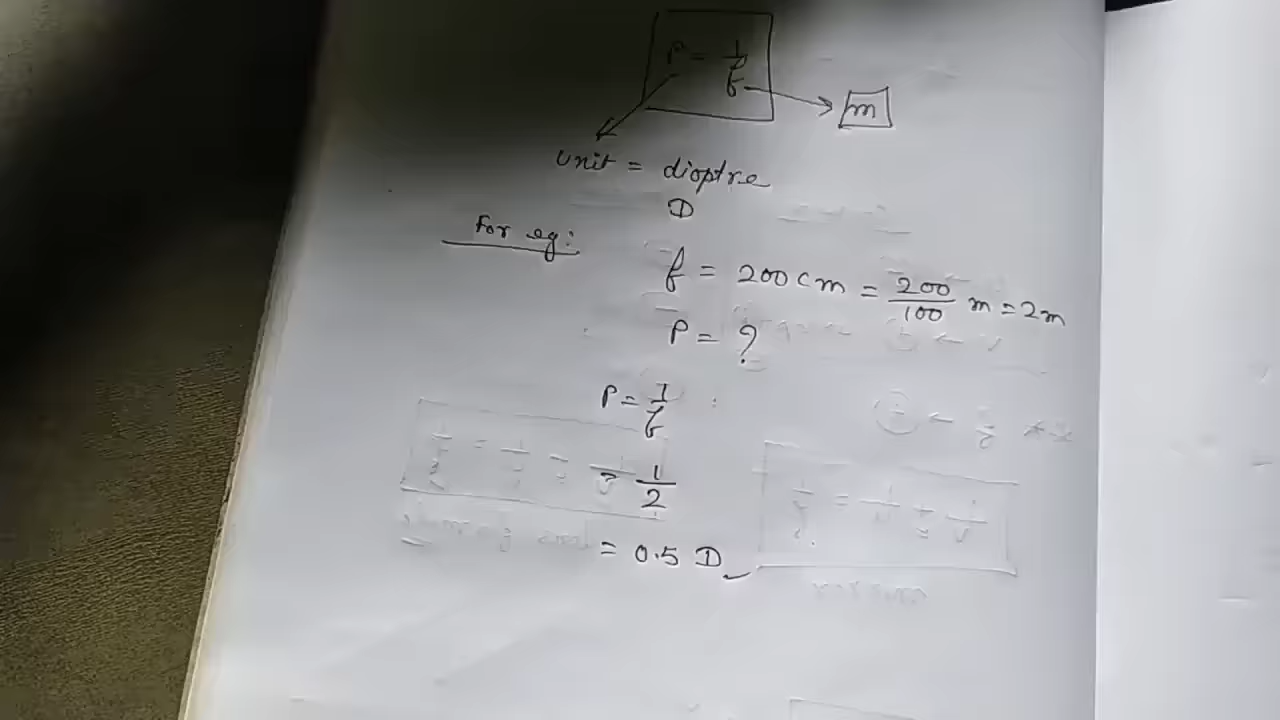 P = 1/f → m
unit = dioptre
D
For eg:
f = 200 cm = 200/100 m = 2m
P = ?
P = 1/f
= 1/2
= 0.5 D